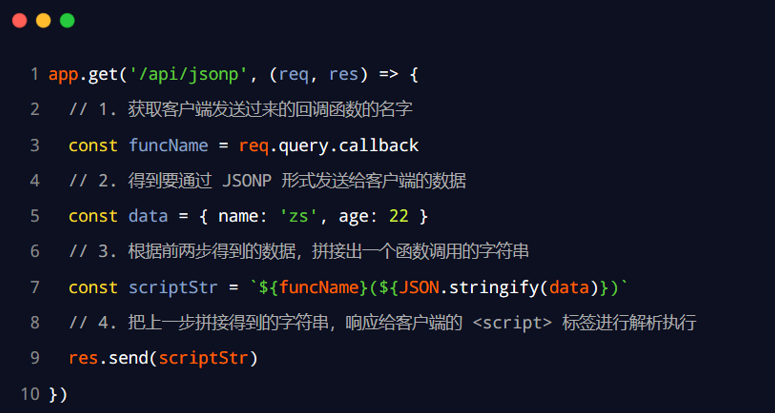 1 app.get('/api/jsonp', (req, res) => {
2 // 1. 获取客户端发送过来的回调函数的名字
3 const funcName = req.query.callback
4 // 2. 得到要通过 JSONP 形式发送给客户端的数据
5 const data = { name: 'zs', age: 22 }
6 // 3. 根据前两步得到的数据，拼接出一个函数调用的字符串
7 const scriptStr = `${funcName}(${JSON.stringify(data)})`
8 // 4. 把上一步拼接得到的字符串，响应给客户端的 <script> 标签进行解析执行
9 res.send(scriptStr)
10 })